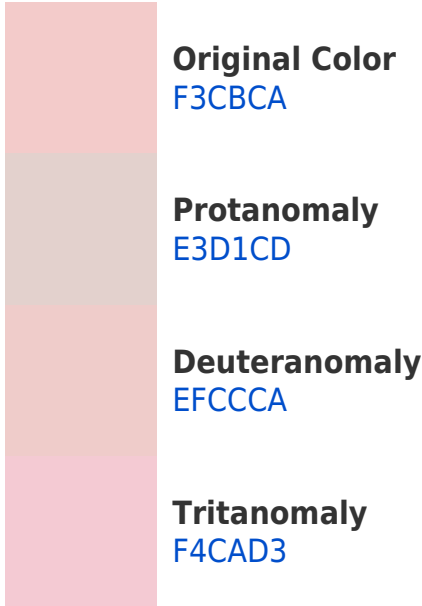 Original Color
F3CBCA
Protanomaly
E3D1CD
Deuteranomaly
EFCCCA
Tritanomaly
F4CAD3